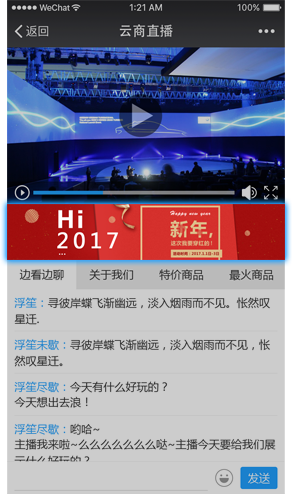 ●●●●● WeChat 1:21 AM 100%
返回 云商直播 •••
Hi
2017
...
Happy new year
新年,
这次我要穿红的!
边看边聊 关于我们 特价商品 最火商品
浮笙：寻彼岸蝶飞渐幽远，淡入烟雨而不见。怅然叹
星迁.
浮笙未歇：寻彼岸蝶飞渐幽远，淡入烟雨而不见，怅
然叹星迁。
浮笙尽歇：今天有什么好玩的？
今天想出去浪！
浮笙尽歇：哟哈~
主播我来啦~么么么么么么哒~主播今天要给我们展
示什么好玩的？
发送